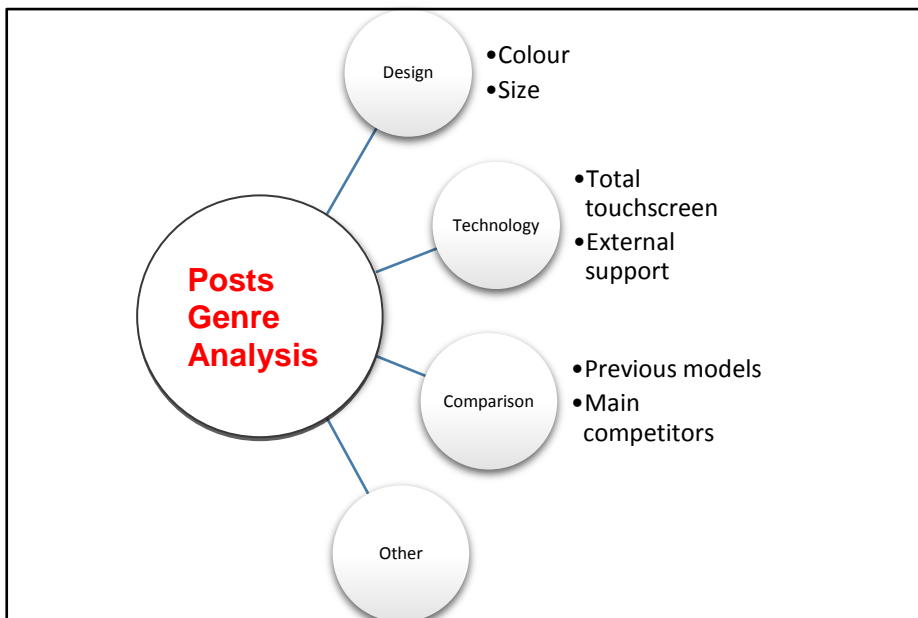 Design
•Colour
•Size
Technology
•Total
touchscreen
•External
support
Posts
Genre
Analysis
Comparison
•Previous models
•Main
competitors
Other